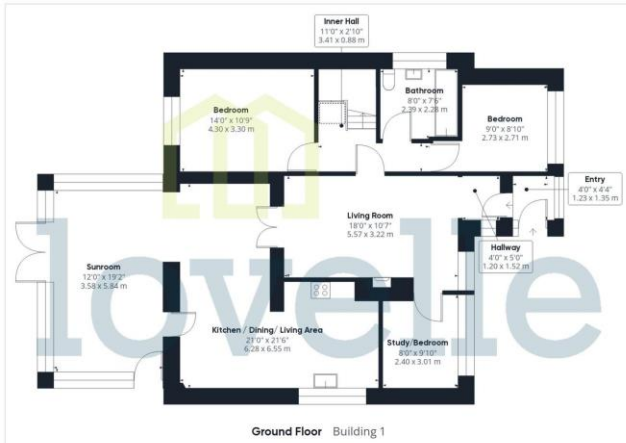 Inner Hall
11'0" x 2'10"
3.41 x 0.88 m
Bedroom
14'0" x 10'9"
4.30 x 3.30 m
Bathroom
8'0" x 7'6"
2.39 x 2.28 m
Bedroom
9'0" x 8'10"
2.73 x 2.71 m
Entry
4'0" x 4'4"
1.23 x 1.35 m
Living Room
18'0" x 10'7"
5.57 x 3.22 m
Hallway
4'0" x 5'0"
1.20 x 1.52 m
Sunroom
12'0" x 19'2"
3.58 x 5.84 m
lovelle
Kitchen / Dining/ Living Area
21'0" x 21'6"
6.28 x 6.55 m
Study/Bedroom
8'0" x 9'10"
2.40 x 3.01 m
Ground Floor Building 1